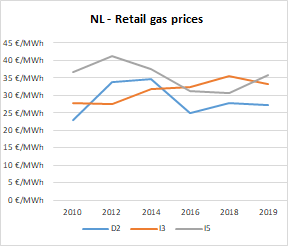 NL - Retail gas prices
45 €/MWh
40 €/MWh
35 €/MWh
30 €/MWh
25 €/MWh
20 €/MWh
15 €/MWh
10 €/MWh
5 €/MWh
0 €/MWh
2010 2012 2014 2016 2018 2019
D2 I3 I5